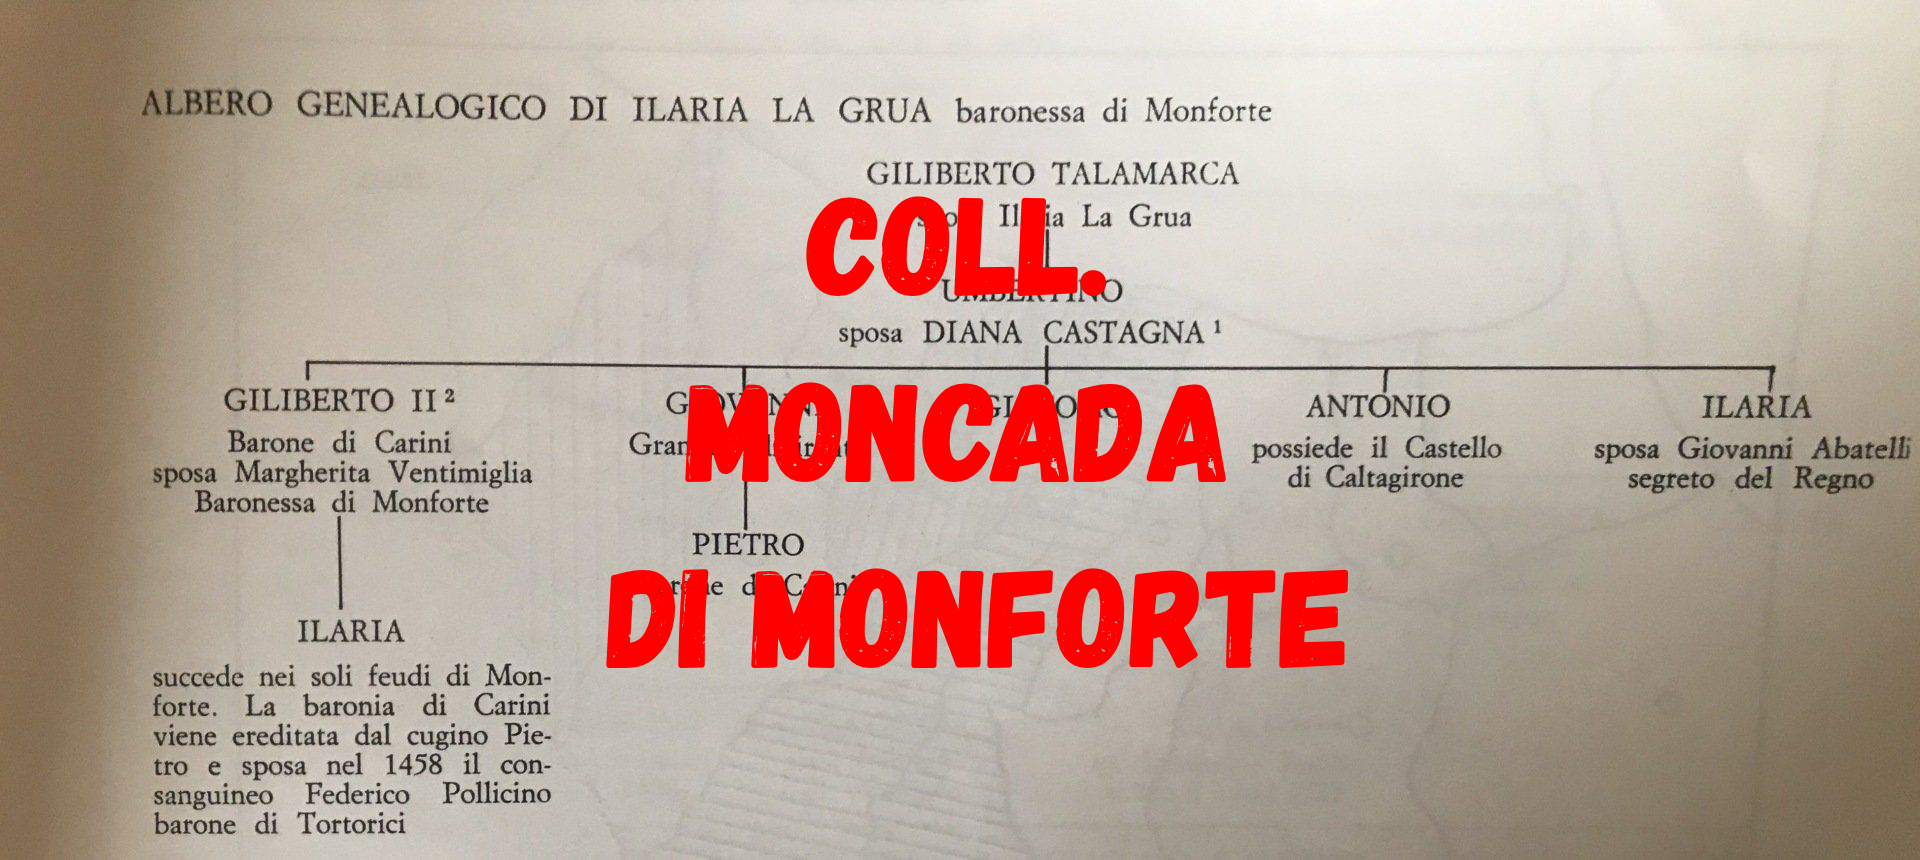 ALBERO GENEALOGICO DI ILARIA LA GRUA baronessa di Monforte
GILIBERTO TALAMARCA
La Grua
COLL.
UMBERTINO
sposa DIANA CASTAGNA ¹
GILIBERTO II ²
Barone di Carini
sposa Margherita Ventimiglia
Baronessa di Monforte
GIOVANNI
MONCADA
ANTONIO
possiede il Castello
di Caltagirone
ILARIA
sposa Giovanni Abatelli
segreto del Regno
PIETRO
DI MONFORTE
ILARIA
succede nei soli feudi di Mon-
forte. La baronia di Carini
viene ereditata dal cugino Pie-
tro e sposa nel 1458 il con-
sanguineo Federico Pollicino
barone di Tortorici